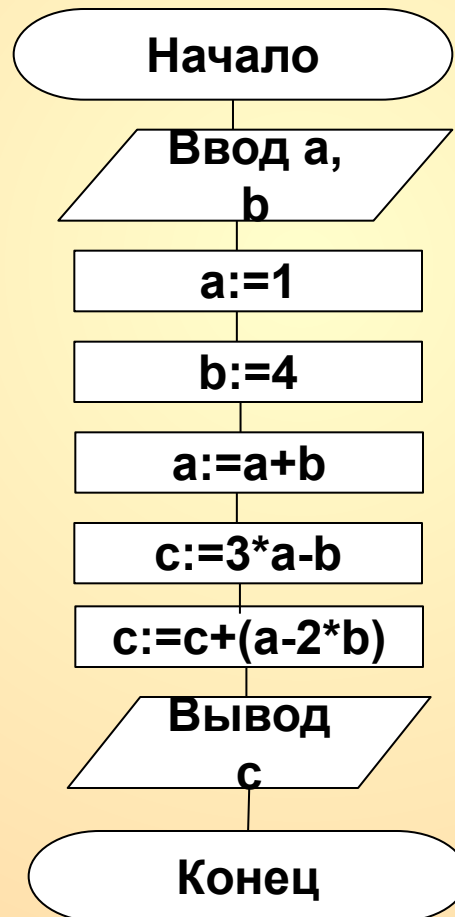 Начало
Ввод a,
b
a:=1
b:=4
a:=a+b
c:=3*a-b
c:=c+(a-2*b)
Вывод
c
Конец